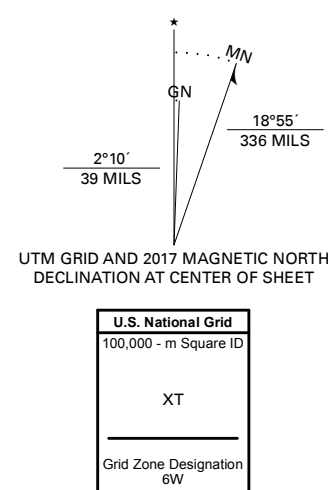 ★
MN
GN
18°55´
336 MILS
2°10´
39 MILS
UTM GRID AND 2017 MAGNETIC NORTH
DECLINATION AT CENTER OF SHEET
U.S. National Grid
100,000 - m Square ID
XT
Grid Zone Designation
6W